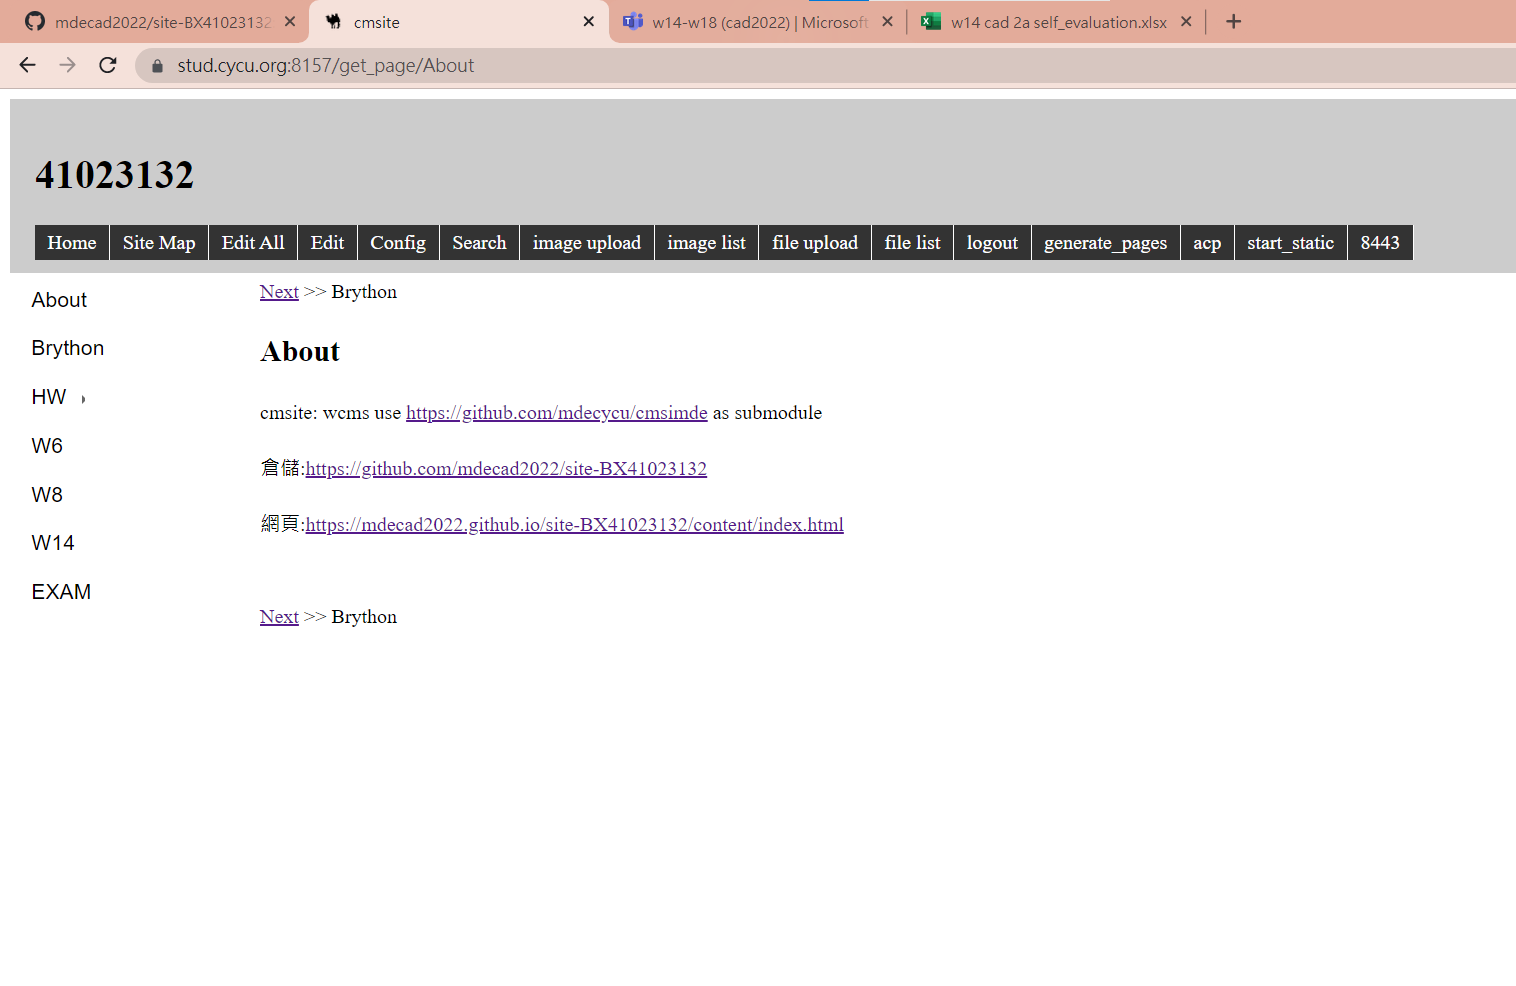 mdecad2022/site-BX41023132
cmsite
w14-w18 (cad2022) | Microsoft
w14 cad 2a self_evaluation.xlsx
stud.cycu.org:8157/get_page/About
41023132
Home Site Map Edit All Edit Config Search image upload image list file upload file list logout generate_pages acp start_static 8443
About
Brython
HW
W6
W8
W14
EXAM
Next >> Brython
About
cmsite: wcms use https://github.com/mdecycu/cmsimde as submodule
倉儲:https://github.com/mdecad2022/site-BX41023132
網頁:https://mdecad2022.github.io/site-BX41023132/content/index.html
Next >> Brython